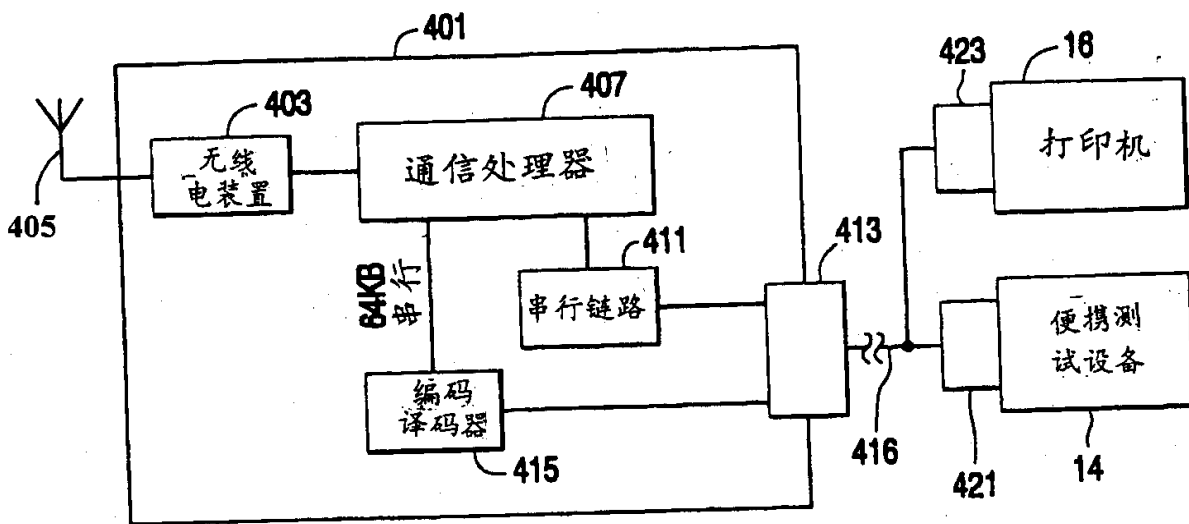 401
423
16
403
407
打印机
无线
电装置
通信处理器
405
411
413
64KB
串行
串行链路
便携测
试设备
编码
译码器
415
416
421
14